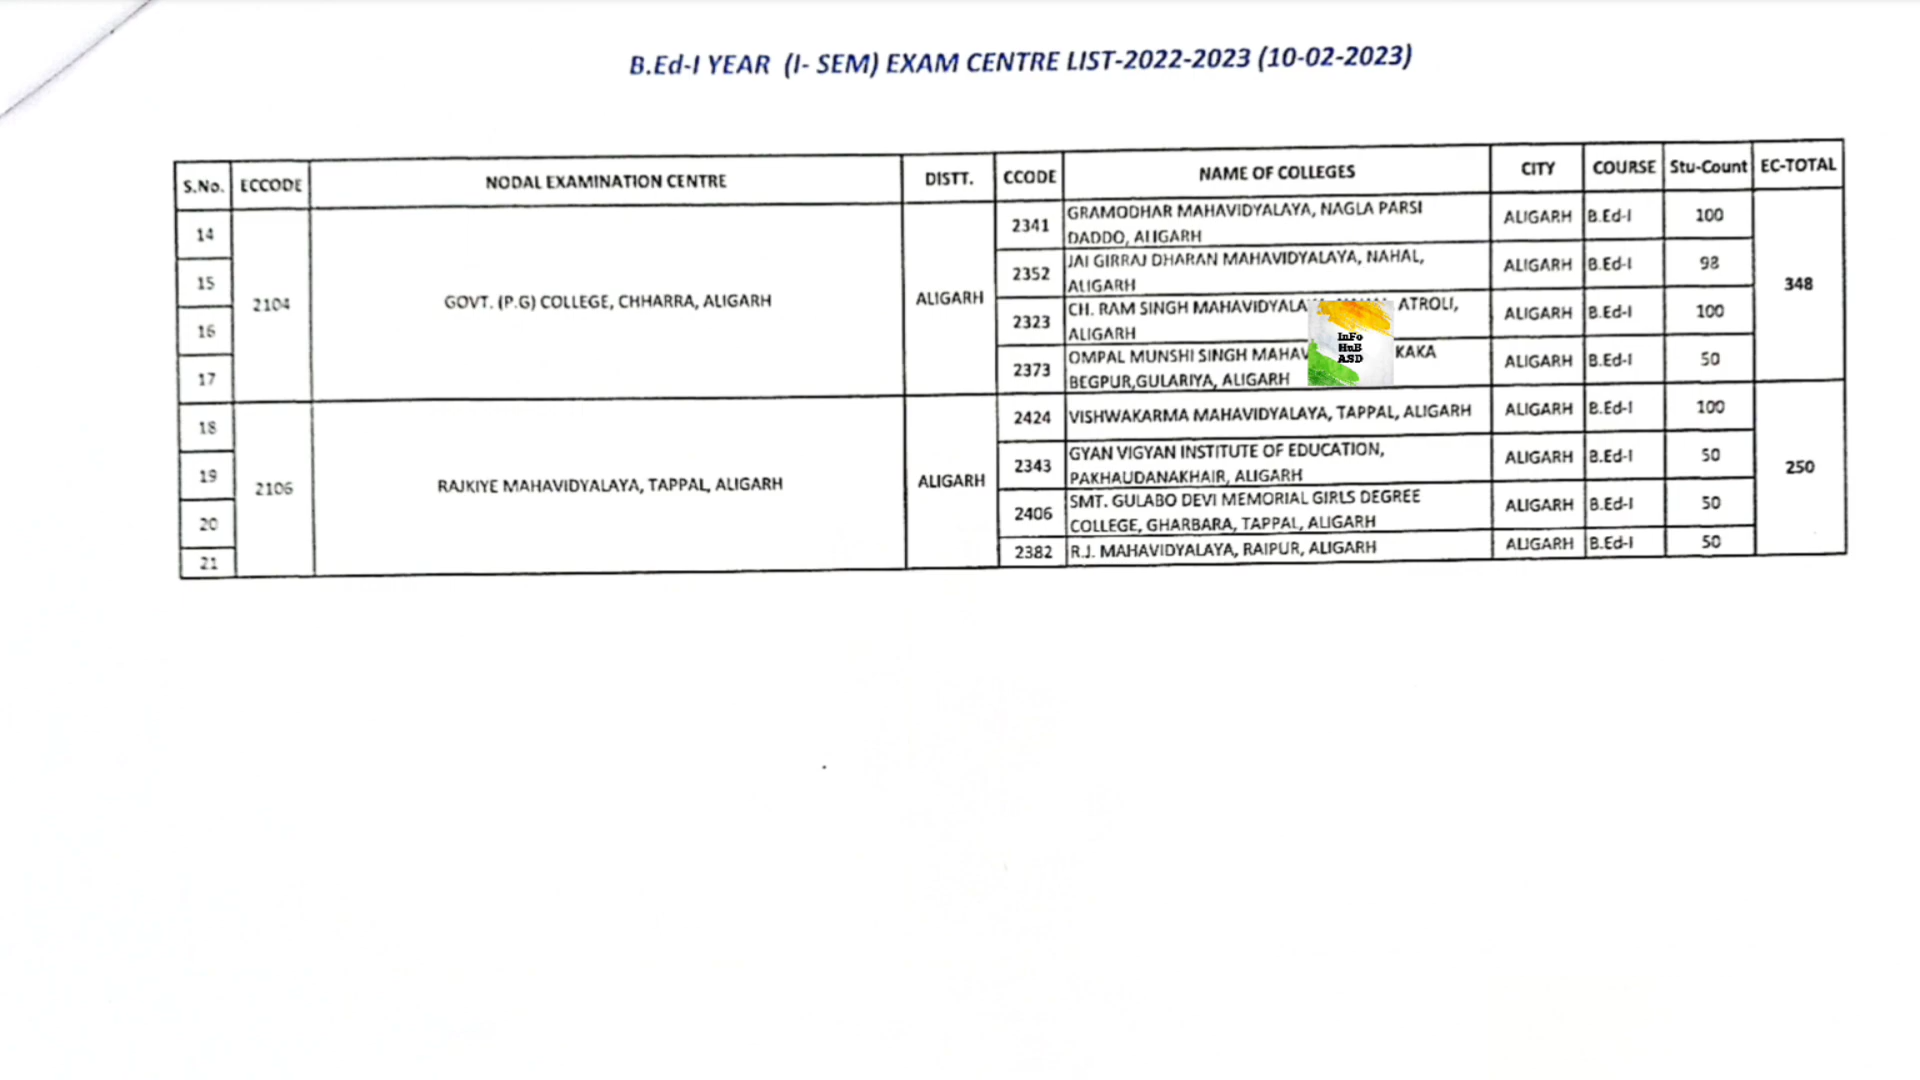 B.Ed-I YEAR (I- SEM) EXAM CENTRE LIST-2022-2023 (10-02-2023)
S.No. ECCODE NODAL EXAMINATION CENTRE DISTT. CCODE NAME OF COLLEGES CITY COURSE Stu-Count EC-TOTAL
14 2341 GRAMODHAR MAHAVIDYALAYA, NAGLA PARSI
DADDO, ALIGARH ALIGARH B.Ed-I 100
15 2352 JAI GIRRAJ DHARAN MAHAVIDYALAYA, NAHAL,
ALIGARH ALIGARH B.Ed-I 98
2104 GOVT. (P.G) COLLEGE, CHHARRA, ALIGARH ALIGARH 348
16 2323 CH. RAM SINGH ATROLI,
ALIGARH ALIGARH B.Ed-I 100
17 2373 OMPAL MUNSHI SINGH KAKA
BEGPUR,GULARIYA, ALIGARH ALIGARH B.Ed-I 50
InFo
HuB
ASD
18 2424 VISHWAKARMA MAHAVIDYALAYA, TAPPAL, ALIGARH ALIGARH B.Ed-I 100
19 2343 GYAN VIGYAN INSTITUTE OF EDUCATION,
PAKHAUDANAKHAIR, ALIGARH ALIGARH B.Ed-I 50
2106 RAJKIYE MAHAVIDYALAYA, TAPPAL, ALIGARH ALIGARH 250
20 2406 SMT. GULABO DEVI MEMORIAL GIRLS DEGREE
COLLEGE, GHARBARA, TAPPAL, ALIGARH ALIGARH B.Ed-I 50
21 2382 R.J. MAHAVIDYALAYA, RAIPUR, ALIGARH ALIGARH B.Ed-I 50